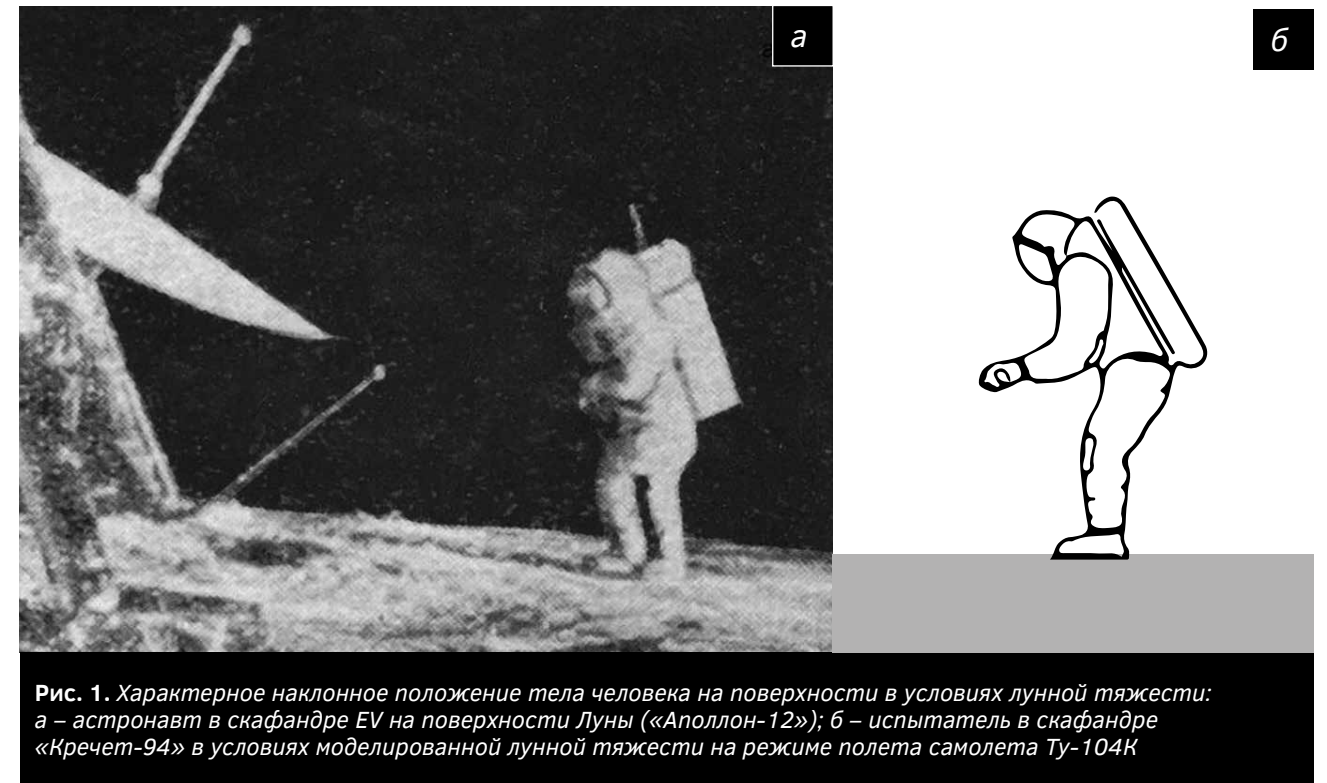 а
б
Рис. 1. Характерное наклонное положение тела человека на поверхности в условиях лунной тяжести:
а – астронавт в скафандре EV на поверхности Луны («Аполлон-12»); б – испытатель в скафандре
«Кречет-94» в условиях моделированной лунной тяжести на режиме полета самолета Ту-104К